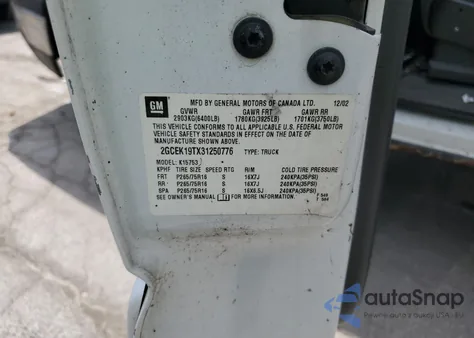 GM
MFD BY GENERAL MOTORS OF CANADA LTD. 12/02
GVWR GAWR FRT GAWR RR
2903KG(6400LB) 1780KG(3925LB) 1701KG(3750LB)
THIS VEHICLE CONFORMS TO ALL APPLICABLE U.S. FEDERAL MOTOR
VEHICLE SAFETY STANDARDS IN EFFECT ON THE DATE OF
MANUFACTURE SHOWN ABOVE.
2GCEK19TX31250776 TYPE: TRUCK
K15753
KPHF TIRE SIZE SPEED RTG RIM COLD TIRE PRESSURE
FRT P265/75R16 S 16X7J 240KPA(35PSI)
RR P265/75R16 S 16X7J 240KPA(35PSI)
SPA P265/75R16 S 16X6.5J 240KPA(35PSI)
SEE OWNER'S MANUAL FOR MORE INFORMATION.
autoSnap